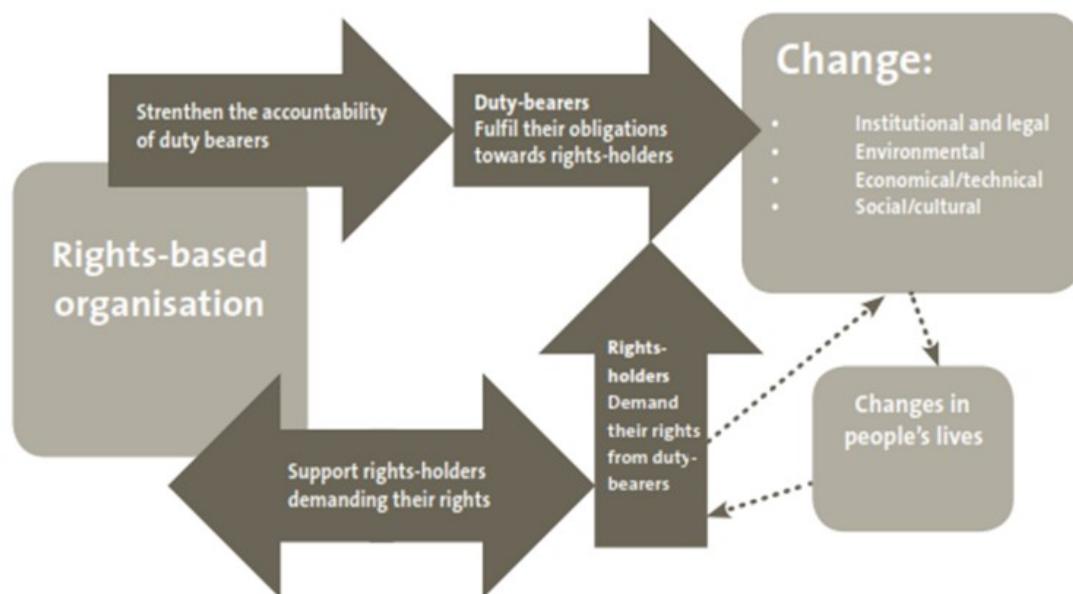 Strenthen the accountability
of duty bearers
Duty-bearers
Fulfil their obligations
towards rights-holders
Change:
• Institutional and legal
• Environmental
• Economical/technical
• Social/cultural
Rights-based
organisation
Rights-
holders
Demand
their rights
from duty-
bearers
Changes in
people's lives
Support rights-holders
demanding their rights